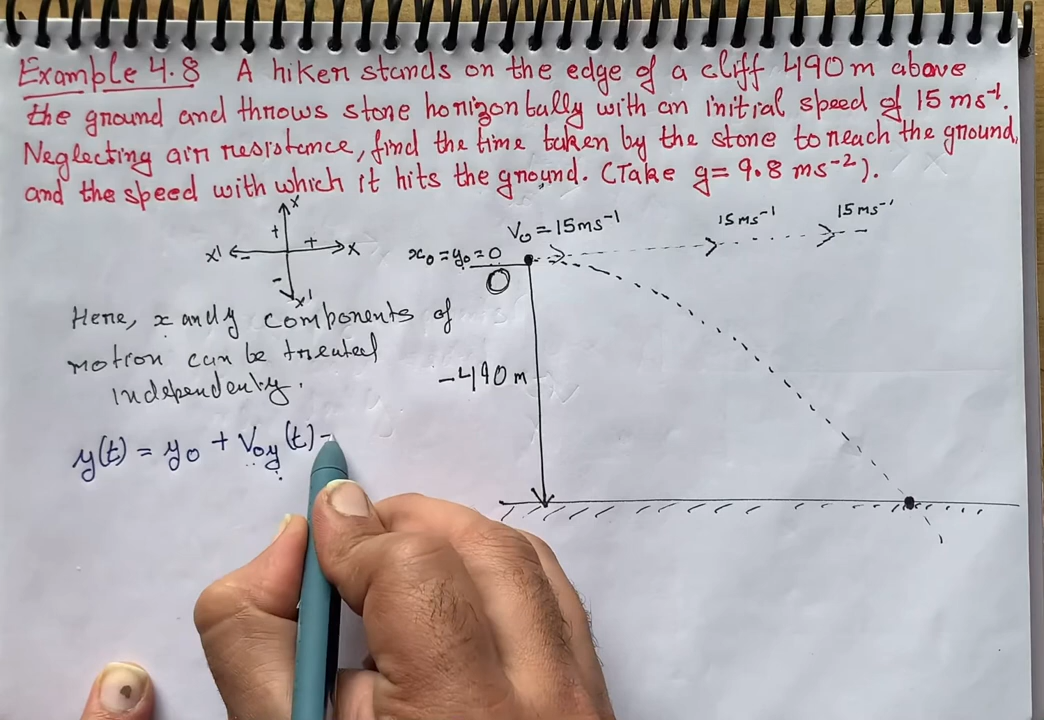 Example 4.8 A hiker stands on the edge of a cliff 490 m above
the ground and throws stone horizontally with an initial speed of 15 ms⁻¹.
Neglecting air resistance, find the time taken by the stone to reach the ground,
and the speed with which it hits the ground. (Take g = 9.8 ms⁻²).
x
+
x' - + x
-
x'
V₀ = 15 ms⁻¹
15 ms⁻¹
15 ms⁻¹
x₀ = y₀ = 0
O
Here, x and y components of
motion can be treated
independently.
-490 m
y(t) = y₀ + V₀y (t) -